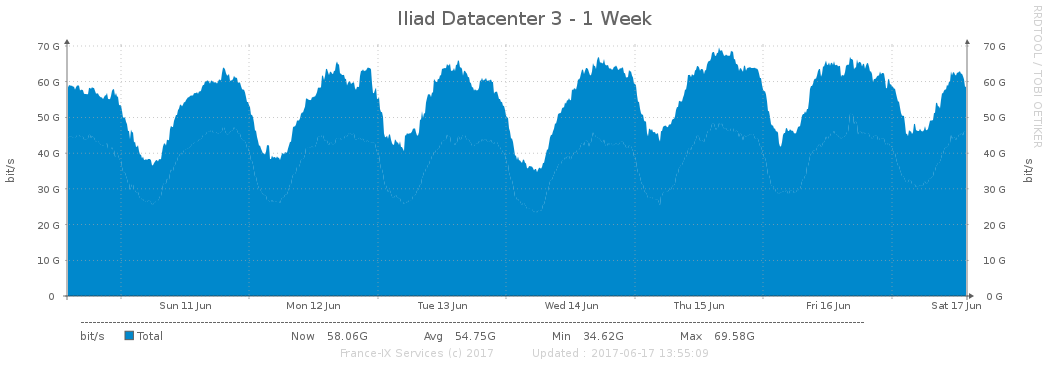 Iliad Datacenter 3 - 1 Week
RRDTOOL / TOBI OETIKER
bit/s
70 G
60 G
50 G
40 G
30 G
20 G
10 G
0
70 G
60 G
50 G
40 G
30 G
20 G
10 G
0 G
bit/s
Sun 11 Jun Mon 12 Jun Tue 13 Jun Wed 14 Jun Thu 15 Jun Fri 16 Jun Sat 17 Jun
bit/s Total Now 58.06G Avg 54.75G Min 34.62G Max 69.58G
France-IX Services (c) 2017 Updated : 2017-06-17 13:55:09